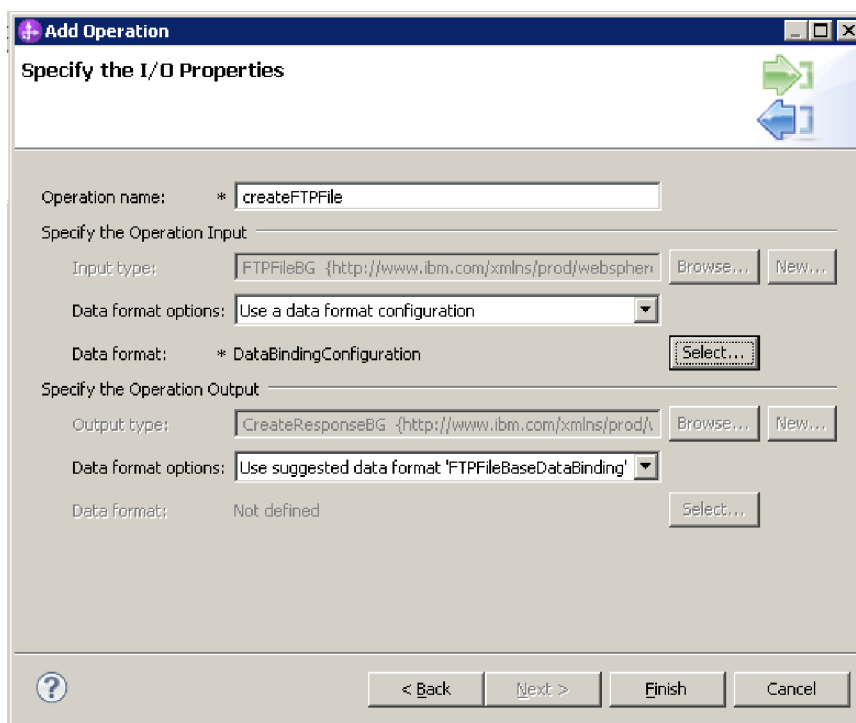 Add Operation
Specify the I/O Properties
Operation name: * createFTPFile
Specify the Operation Input
Input type: FTPFileBG {http://www.ibm.com/xmlns/prod/websphere Browse... New...
Data format options: Use a data format configuration
Data format: * DataBindingConfiguration Select...
Specify the Operation Output
Output type: CreateResponseBG {http://www.ibm.com/xmlns/prod/ Browse... New...
Data format options: Use suggested data format 'FTPFileBaseDataBinding'
Data format: Not defined Select...
? < Back Next > Finish Cancel